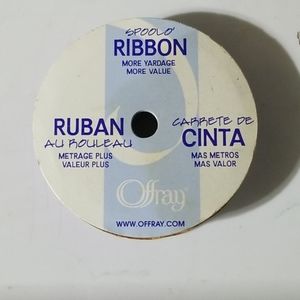 SPOOLO'
RIBBON
MORE YARDAGE
MORE VALUE
RUBAN
AU ROULEAU
METRAGE PLUS
VALEUR PLUS
CARRETE DE
CINTA
MAS METROS
MAS VALOR
Offray
WWW.OFFRAY.COM